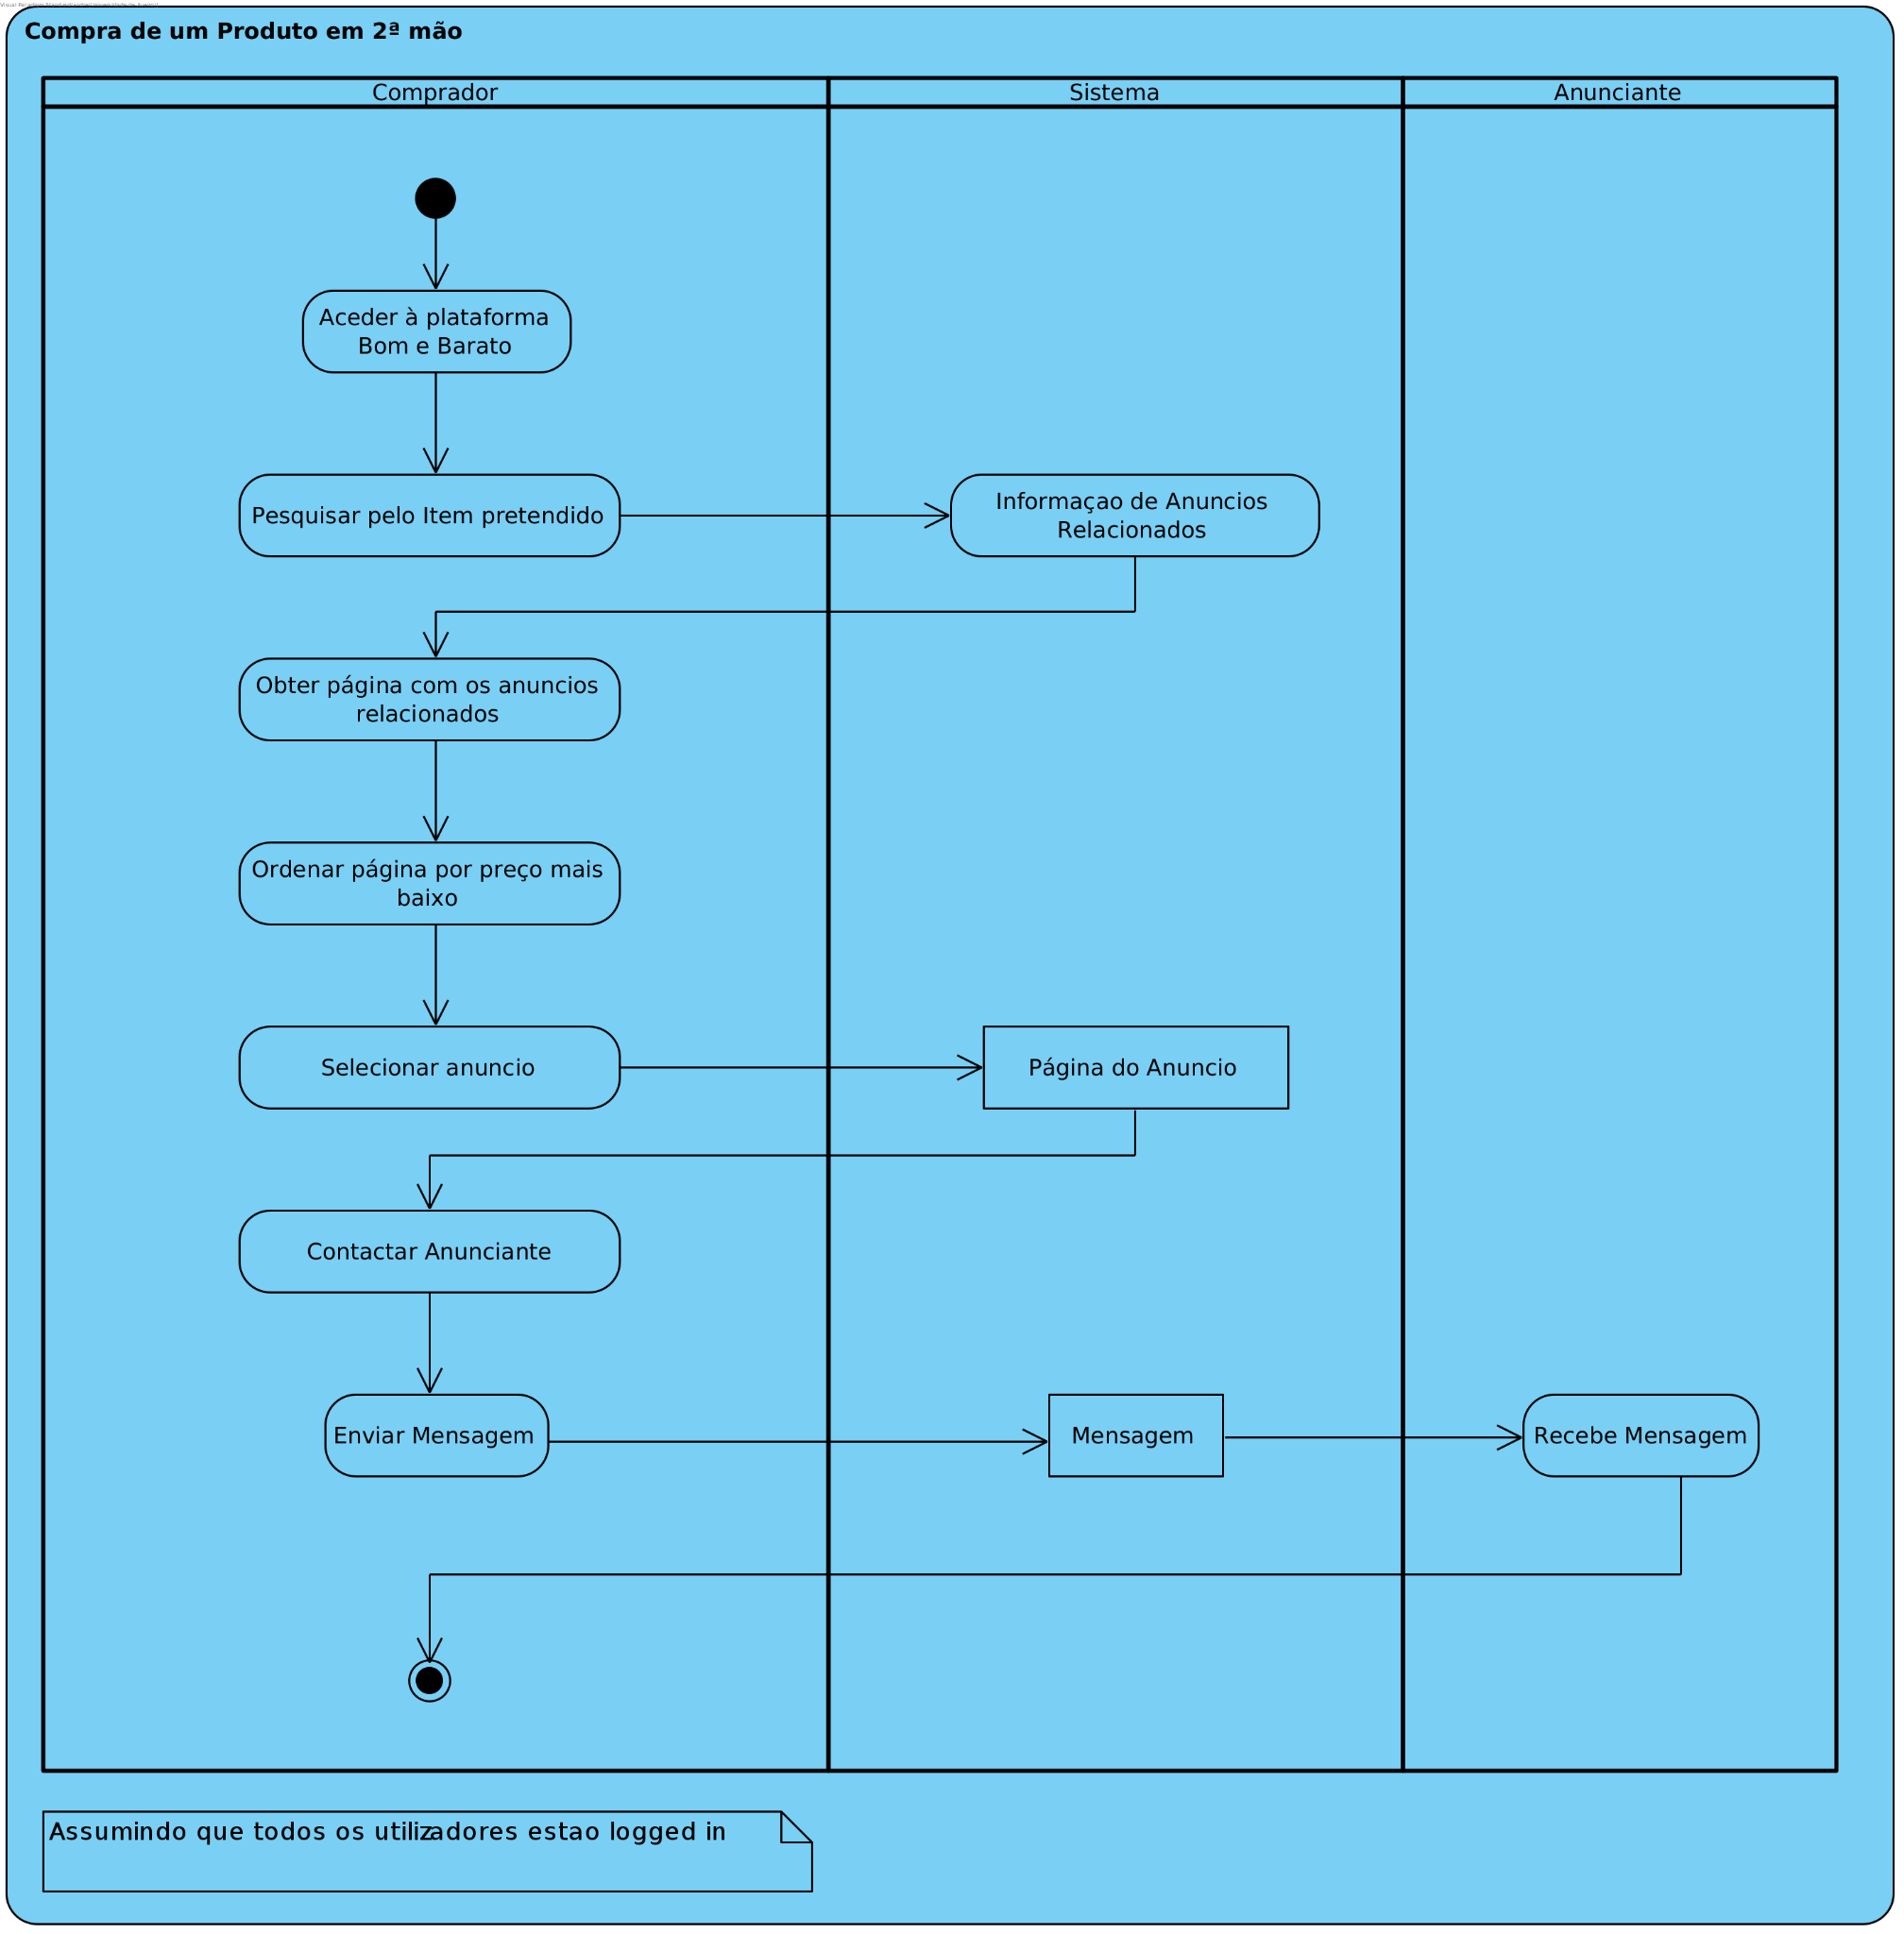 Compra de um Produto em 2ª mão
Comprador
Sistema
Anunciante
Aceder à plataforma
Bom e Barato
Pesquisar pelo Item pretendido
Informaçao de Anuncios
Relacionados
Obter página com os anuncios
relacionados
Ordenar página por preço mais
baixo
Selecionar anuncio
Página do Anuncio
Contactar Anunciante
Enviar Mensagem
Mensagem
Recebe Mensagem
Assumindo que todos os utilizadores estao logged in